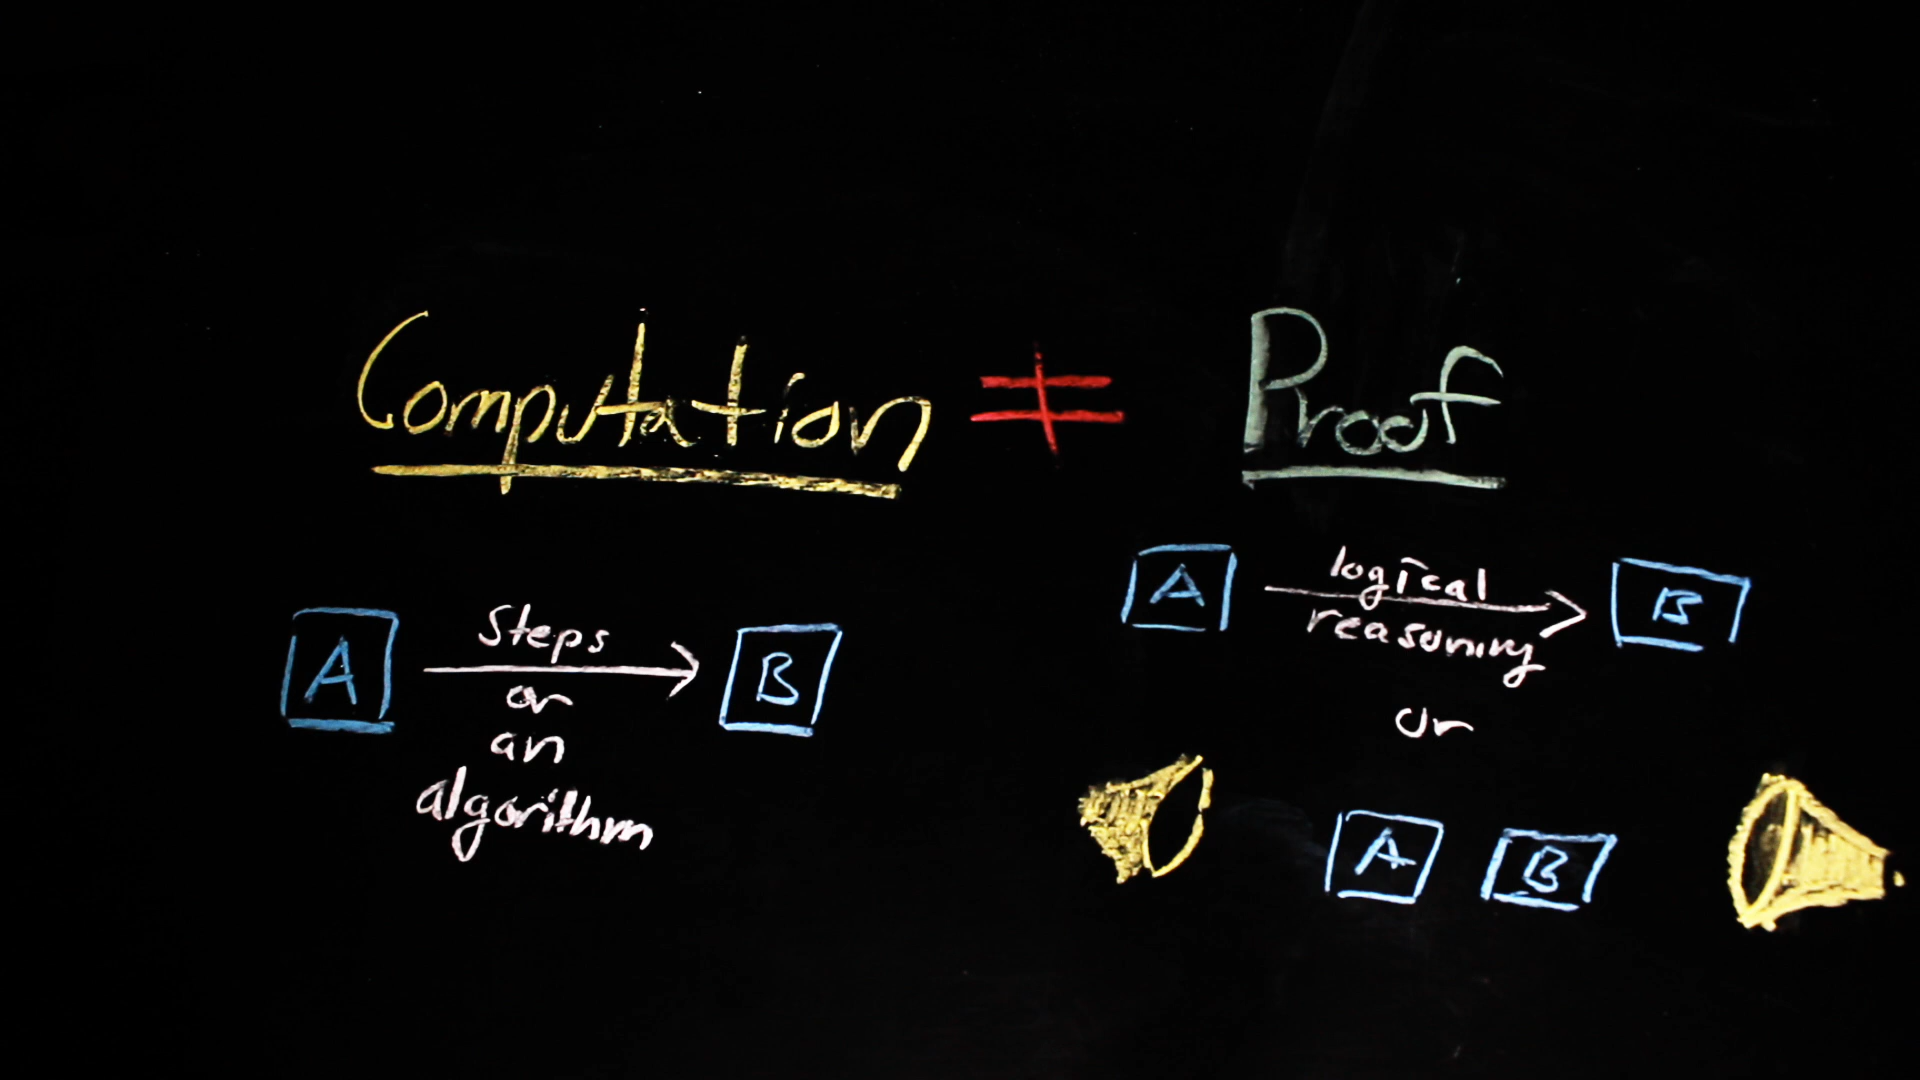 Computation ≠ Proof
A steps or an algorithm B
A logical reasoning B
or
A B